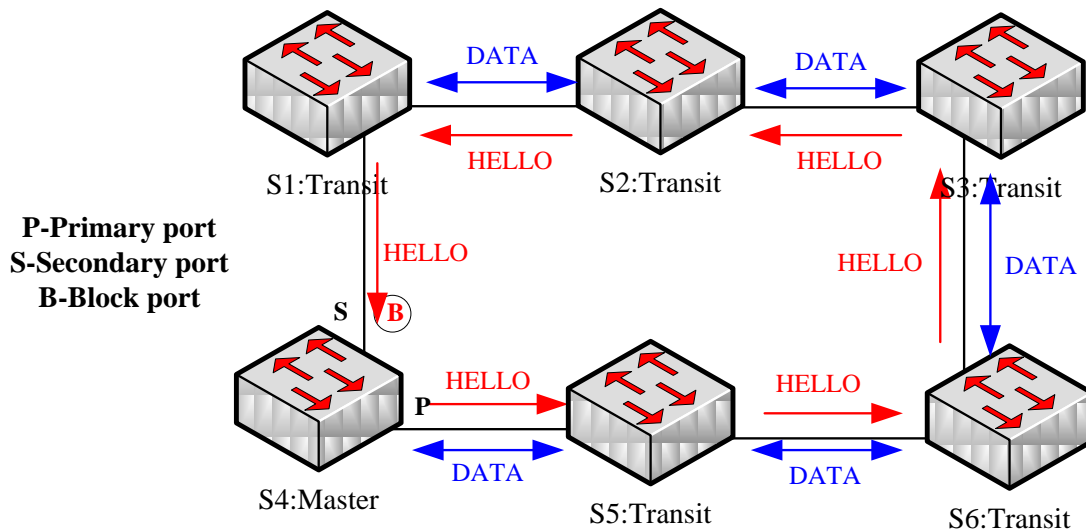 DATA
DATA
HELLO
HELLO
S1:Transit
S2:Transit
S3:Transit
P-Primary port
S-Secondary port
B-Block port
HELLO
HELLO
DATA
S
B
HELLO
HELLO
P
DATA
DATA
S4:Master
S5:Transit
S6:Transit